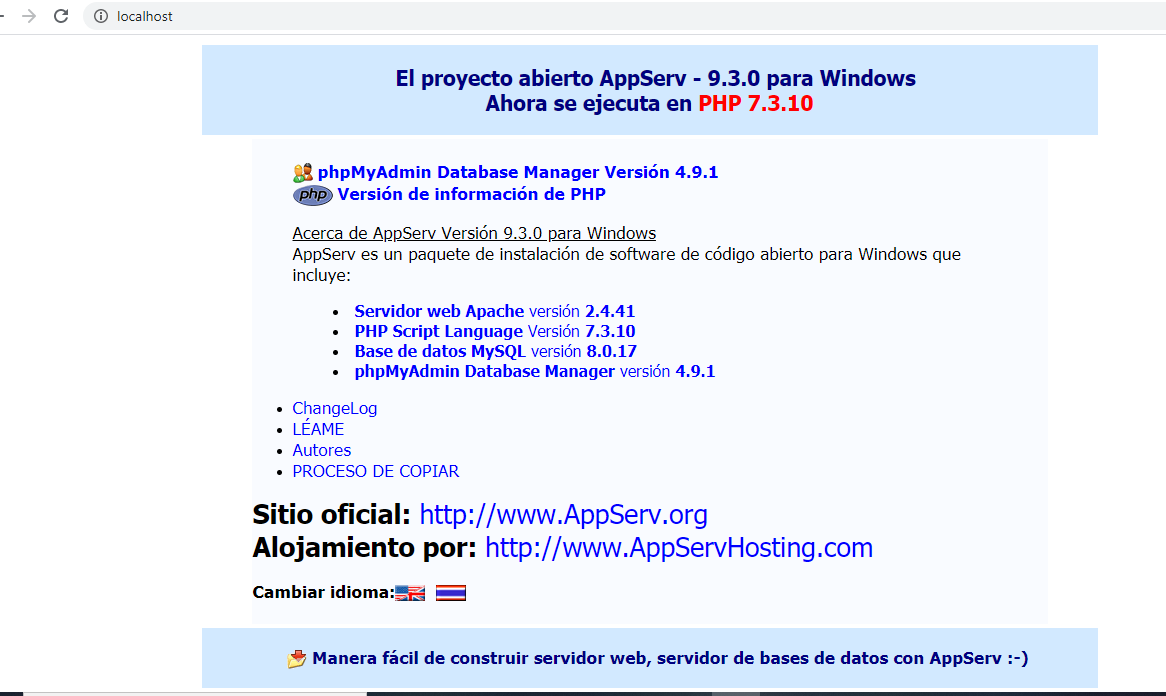 localhost
El proyecto abierto AppServ - 9.3.0 para Windows
Ahora se ejecuta en PHP 7.3.10
phpMyAdmin Database Manager Versión 4.9.1
php Versión de información de PHP
Acerca de AppServ Versión 9.3.0 para Windows
AppServ es un paquete de instalación de software de código abierto para Windows que
incluye:
Servidor web Apache versión 2.4.41
PHP Script Language Versión 7.3.10
Base de datos MySQL versión 8.0.17
phpMyAdmin Database Manager versión 4.9.1
ChangeLog
LÉAME
Autores
PROCESO DE COPIAR
Sitio oficial: http://www.AppServ.org
Alojamiento por: http://www.AppServHosting.com
Cambiar idioma:
Manera fácil de construir servidor web, servidor de bases de datos con AppServ :-)